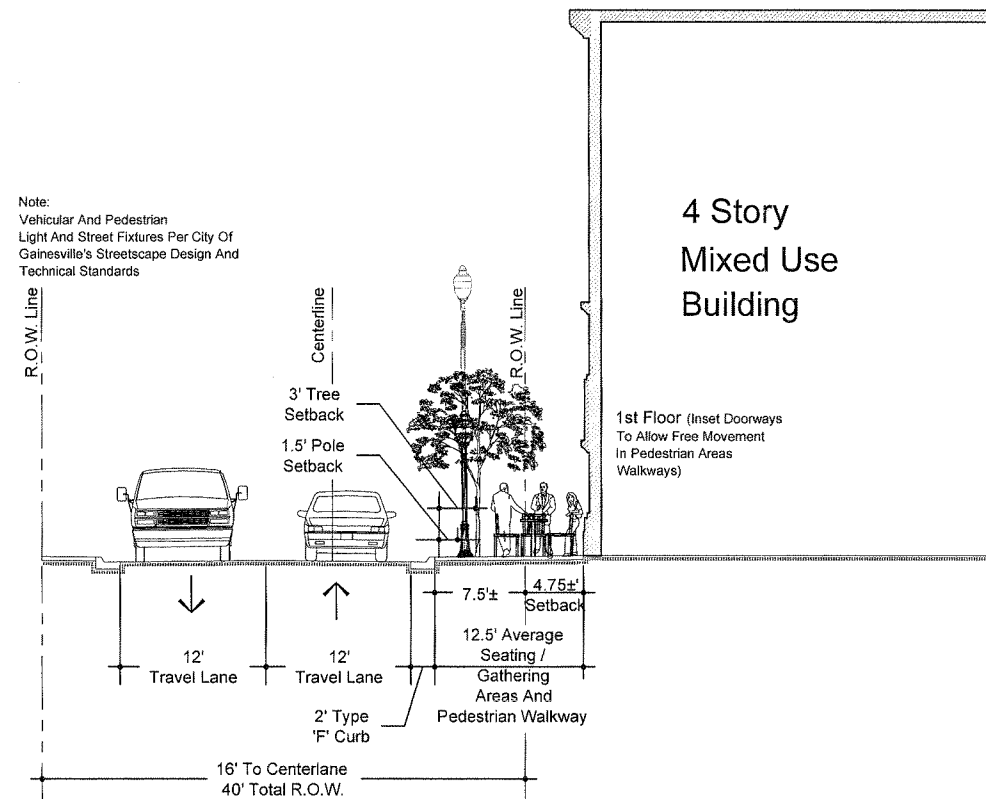 4 Story
Mixed Use
Building
Note:
Vehicular And Pedestrian
Light And Street Fixtures Per City Of
Gainesville's Streetscape Design And
Technical Standards
R.O.W. Line
Centerline
R.O.W. Line
3' Tree
Setback
1.5' Pole
Setback
1st Floor (Inset Doorways
To Allow Free Movement
In Pedestrian Areas
Walkways)
7.5'±
4.75±'
Setback
12'
Travel Lane
12'
Travel Lane
12.5' Average
Seating /
Gathering
Areas And
Pedestrian Walkway
2' Type
'F' Curb
16' To Centerlane
40' Total R.O.W.